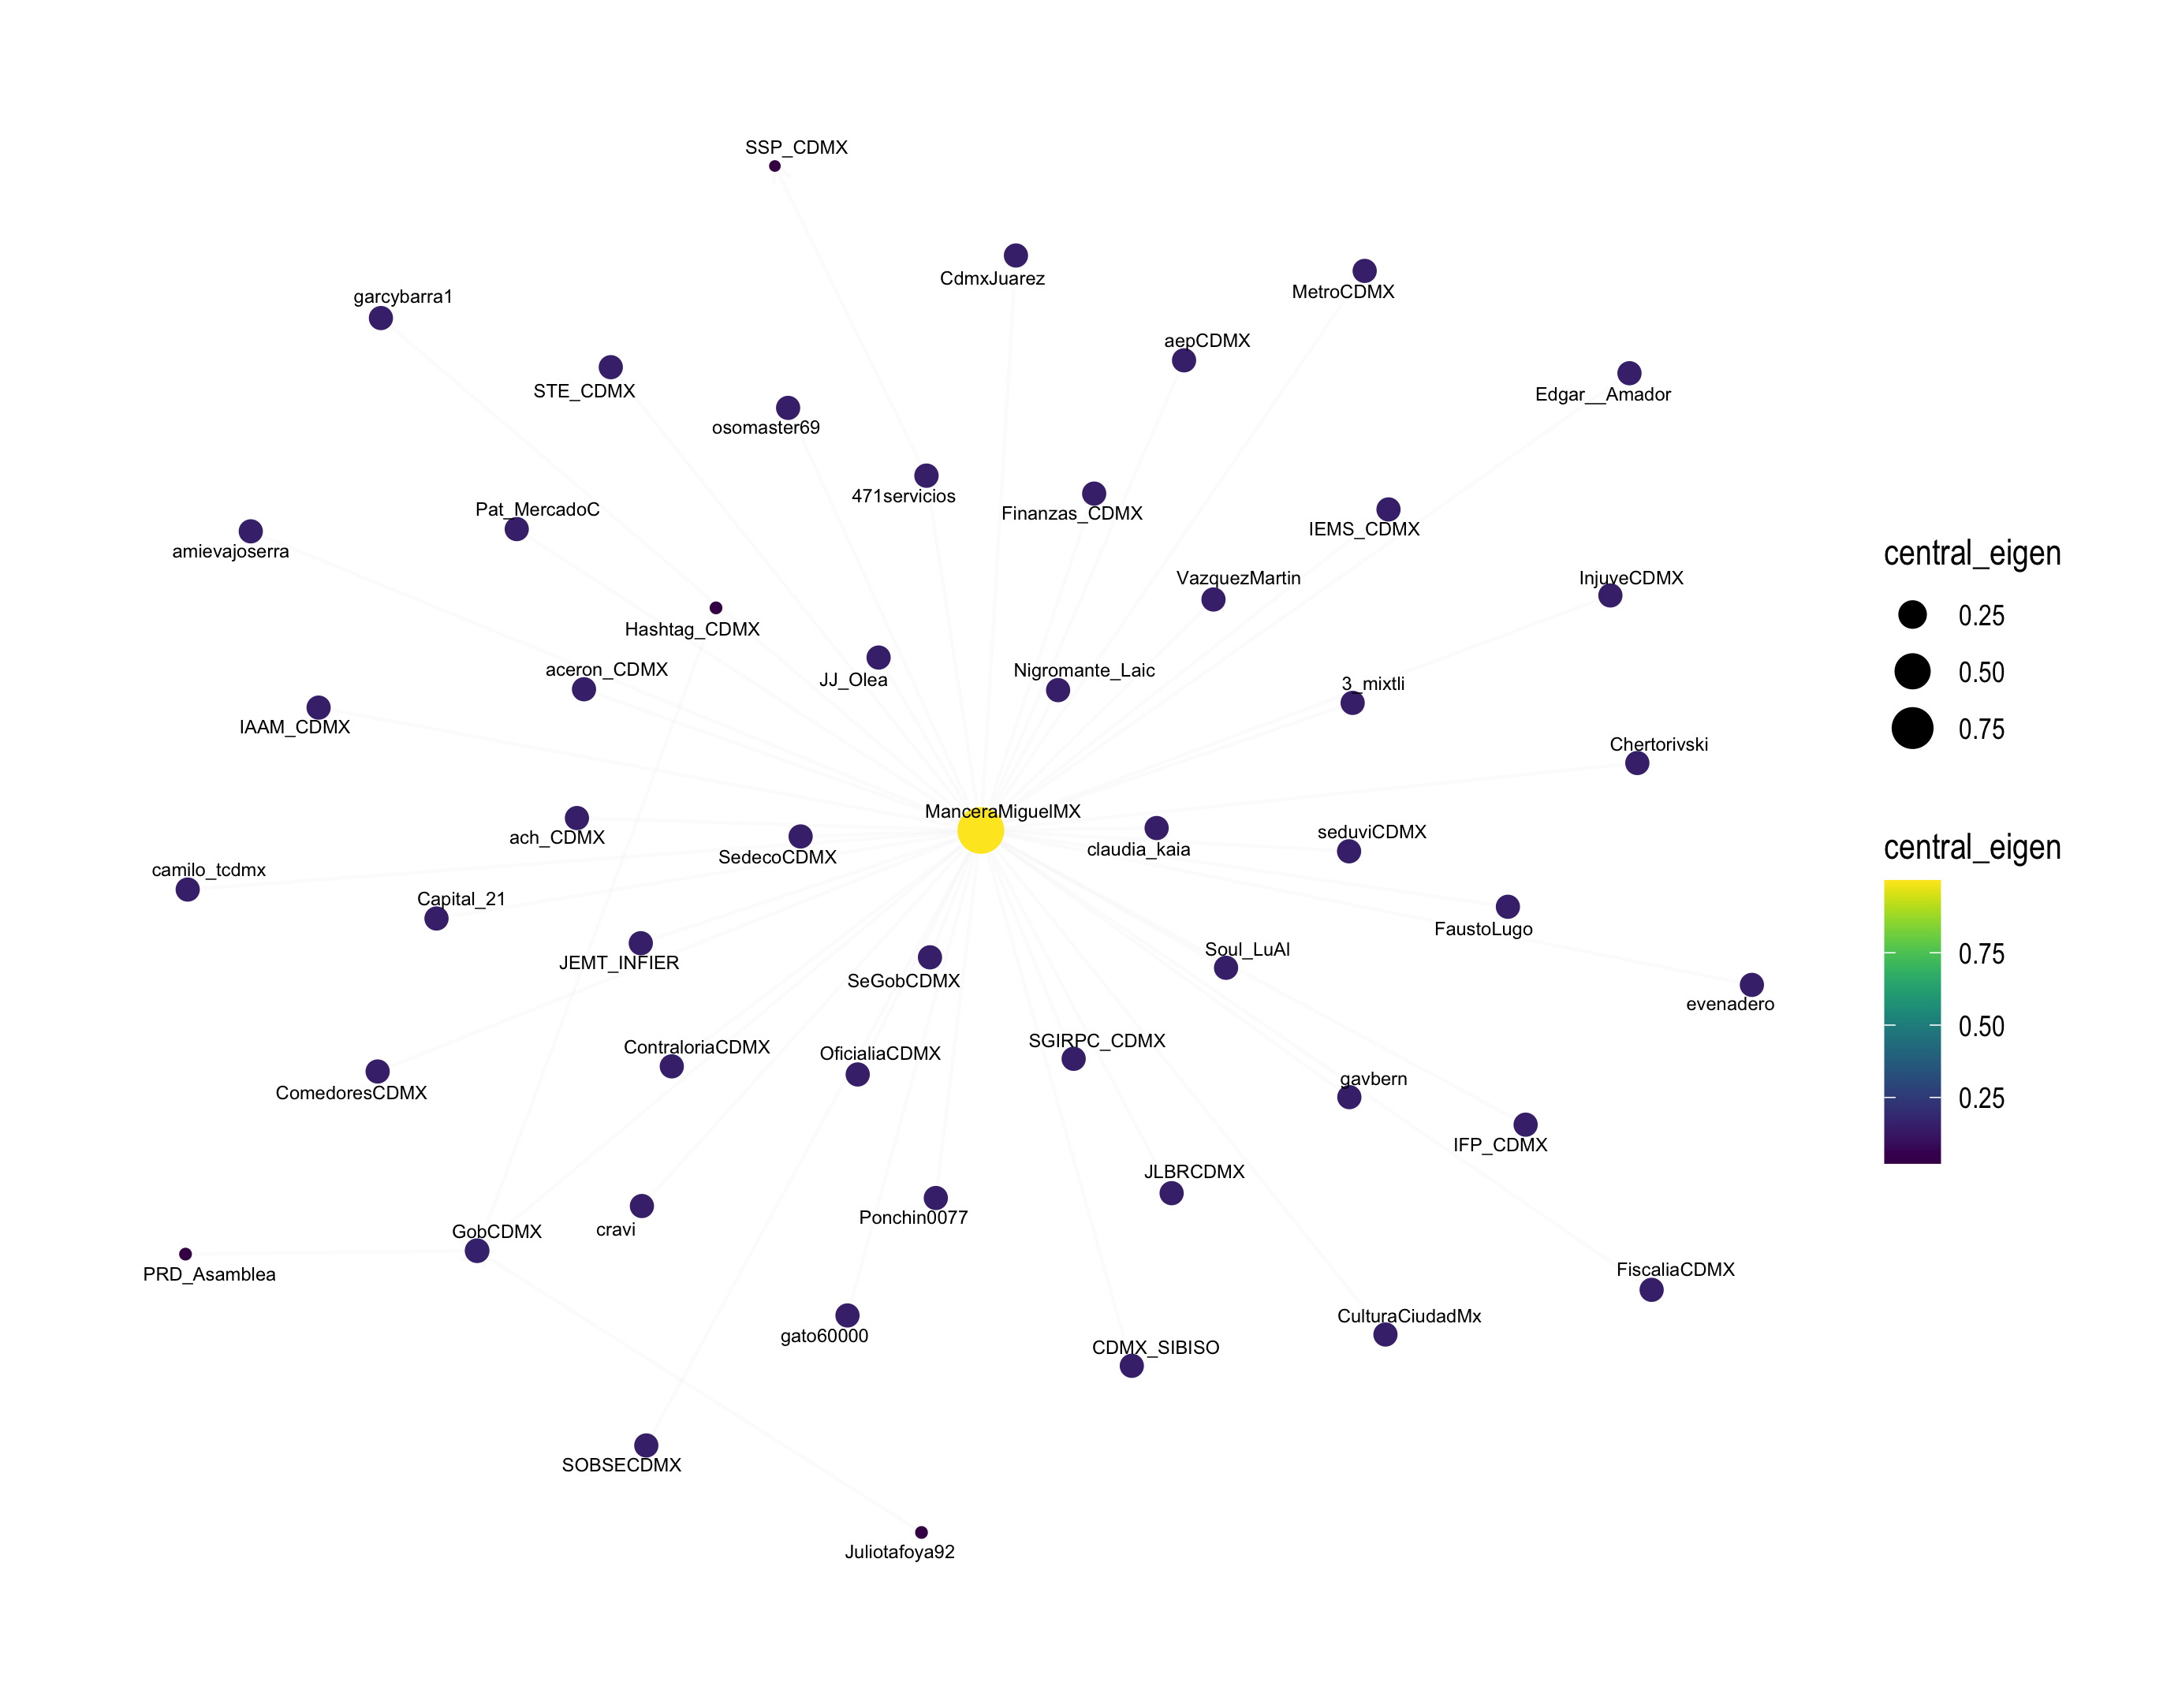 SSP_CDMX
CdmxJuarez
MetroCDMX
garcybarra1
aepCDMX
STE_CDMX
Edgar__Amador
osomaster69
471servicios
Finanzas_CDMX
Pat_MercadoC
IEMS_CDMX
amievajoserra
VazquezMartin
InjuveCDMX
Hashtag_CDMX
aceron_CDMX
JJ_Olea
Nigromante_Laic
3_mixtli
IAAM_CDMX
Chertorivski
ManceraMiguelMX
ach_CDMX
SedecoCDMX
claudia_kaia
seduviCDMX
camilo_tcdmx
Capital_21
FaustoLugo
JEMT_INFIER
Soul_LuAl
SeGobCDMX
evenadero
ContraloriaCDMX
OficialiaCDMX
SGIRPC_CDMX
ComedoresCDMX
gavbern
IFP_CDMX
JLBRCDMX
GobCDMX
cravi
Ponchin0077
PRD_Asamblea
FiscaliaCDMX
gato60000
CulturaCiudadMx
CDMX_SIBISO
SOBSECDMX
Juliotafoya92
central_eigen
0.25
0.50
0.75
central_eigen
0.75
0.50
0.25